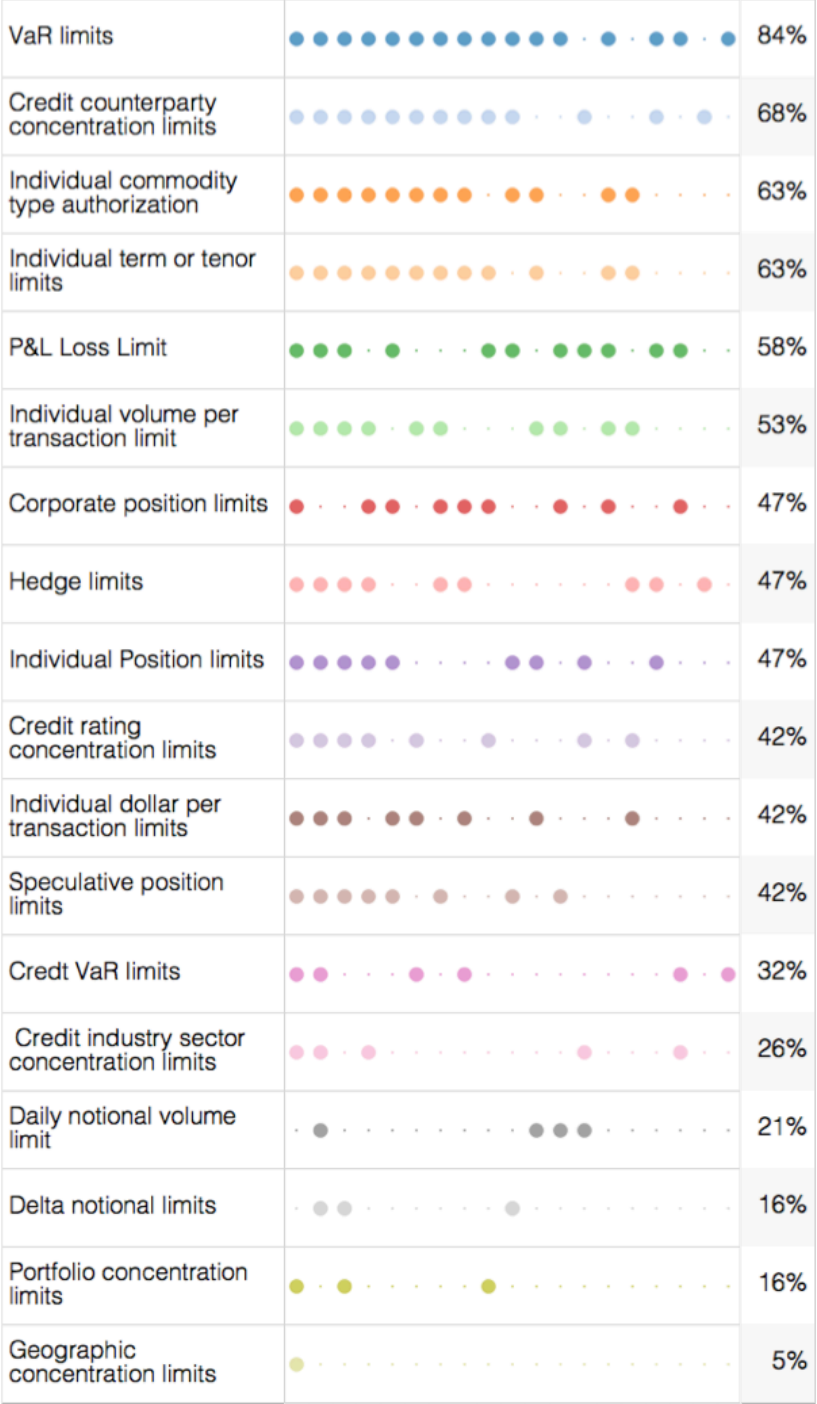 VaR limits
84%
Credit counterparty
concentration limits
68%
Individual commodity
type authorization
63%
Individual term or tenor
limits
63%
P&L Loss Limit
58%
Individual volume per
transaction limit
53%
Corporate position limits
47%
Hedge limits
47%
Individual Position limits
47%
Credit rating
concentration limits
42%
Individual dollar per
transaction limits
42%
Speculative position
limits
42%
Credt VaR limits
32%
Credit industry sector
concentration limits
26%
Daily notional volume
limit
21%
Delta notional limits
16%
Portfolio concentration
limits
16%
Geographic
concentration limits
5%